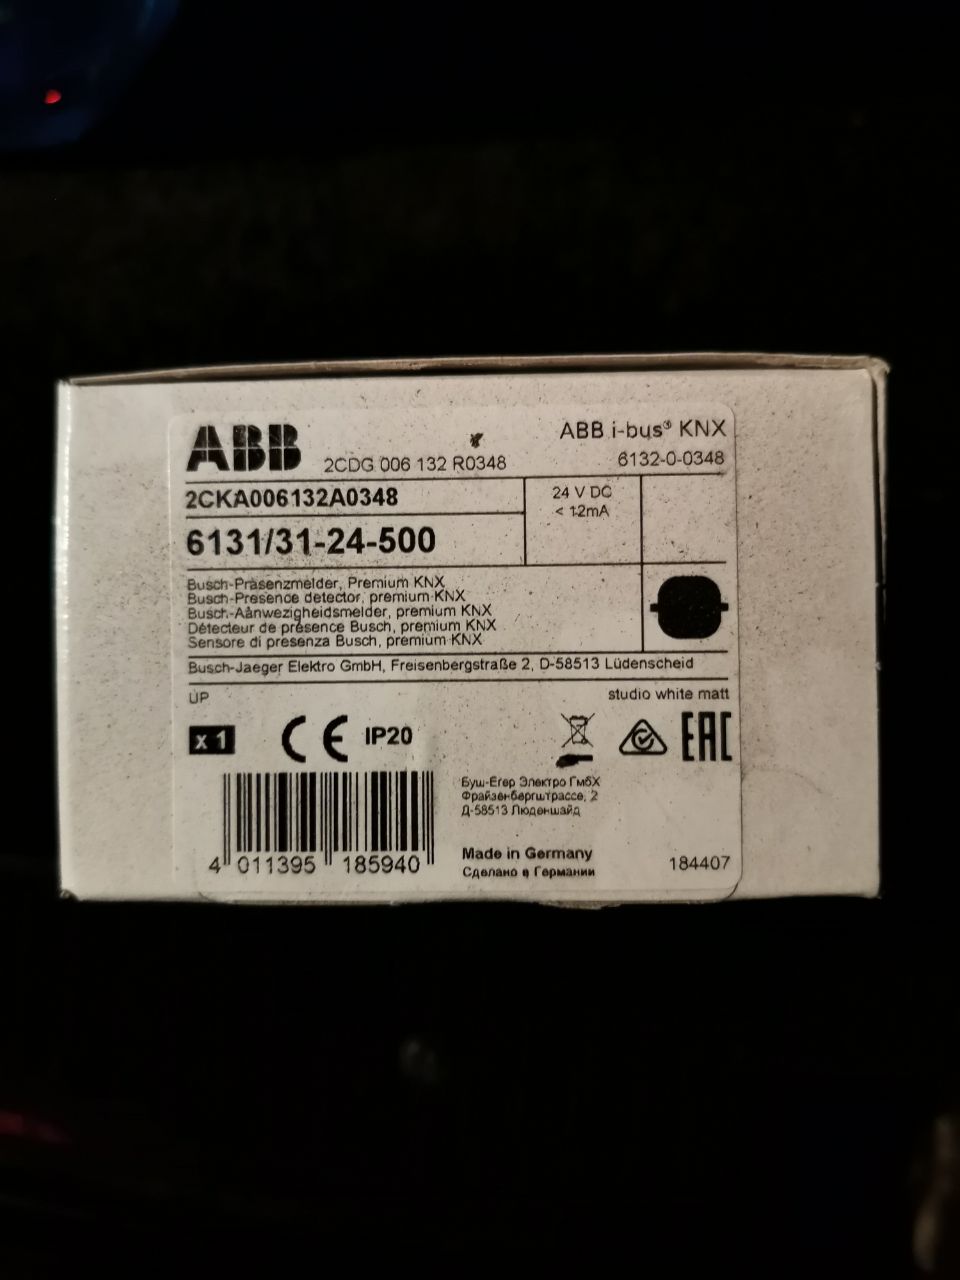 ABB
2CDG 006 132 R0348
ABB i-bus® KNX
6132-0-0348
2CKA006132A0348
24 V DC
< 12mA
6131/31-24-500
Busch-Präsenzmelder, Premium KNX
Busch-Presence detector, premium KNX
Busch-Aanwezigheidsmelder, premium KNX
Détecteur de présence Busch, premium KNX
Sensore di presenza Busch, premium KNX
Busch-Jaeger Elektro GmbH, Freisenbergstraße 2, D-58513 Lüdenscheid
UP
studio white matt
x 1
CE
IP20
EAC
Буш-Егер Электро ГмбХ
Фрайзенбергштрассе, 2
Д-58513 Люденшайд
4 011395 185940
Made in Germany
Сделано в Германии
184407